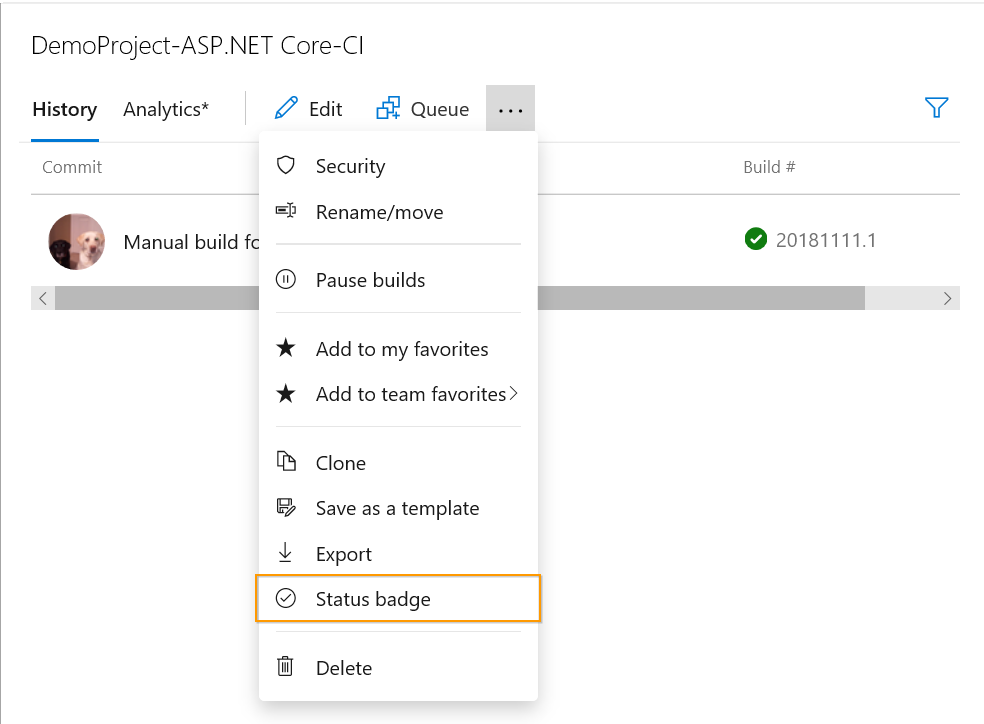 DemoProject-ASP.NET Core-CI
History Analytics* Edit Queue ...
Commit Build #
Security
Rename/move
Manual build fo 20181111.1
Pause builds
Add to my favorites
Add to team favorites
Clone
Save as a template
Export
Status badge
Delete